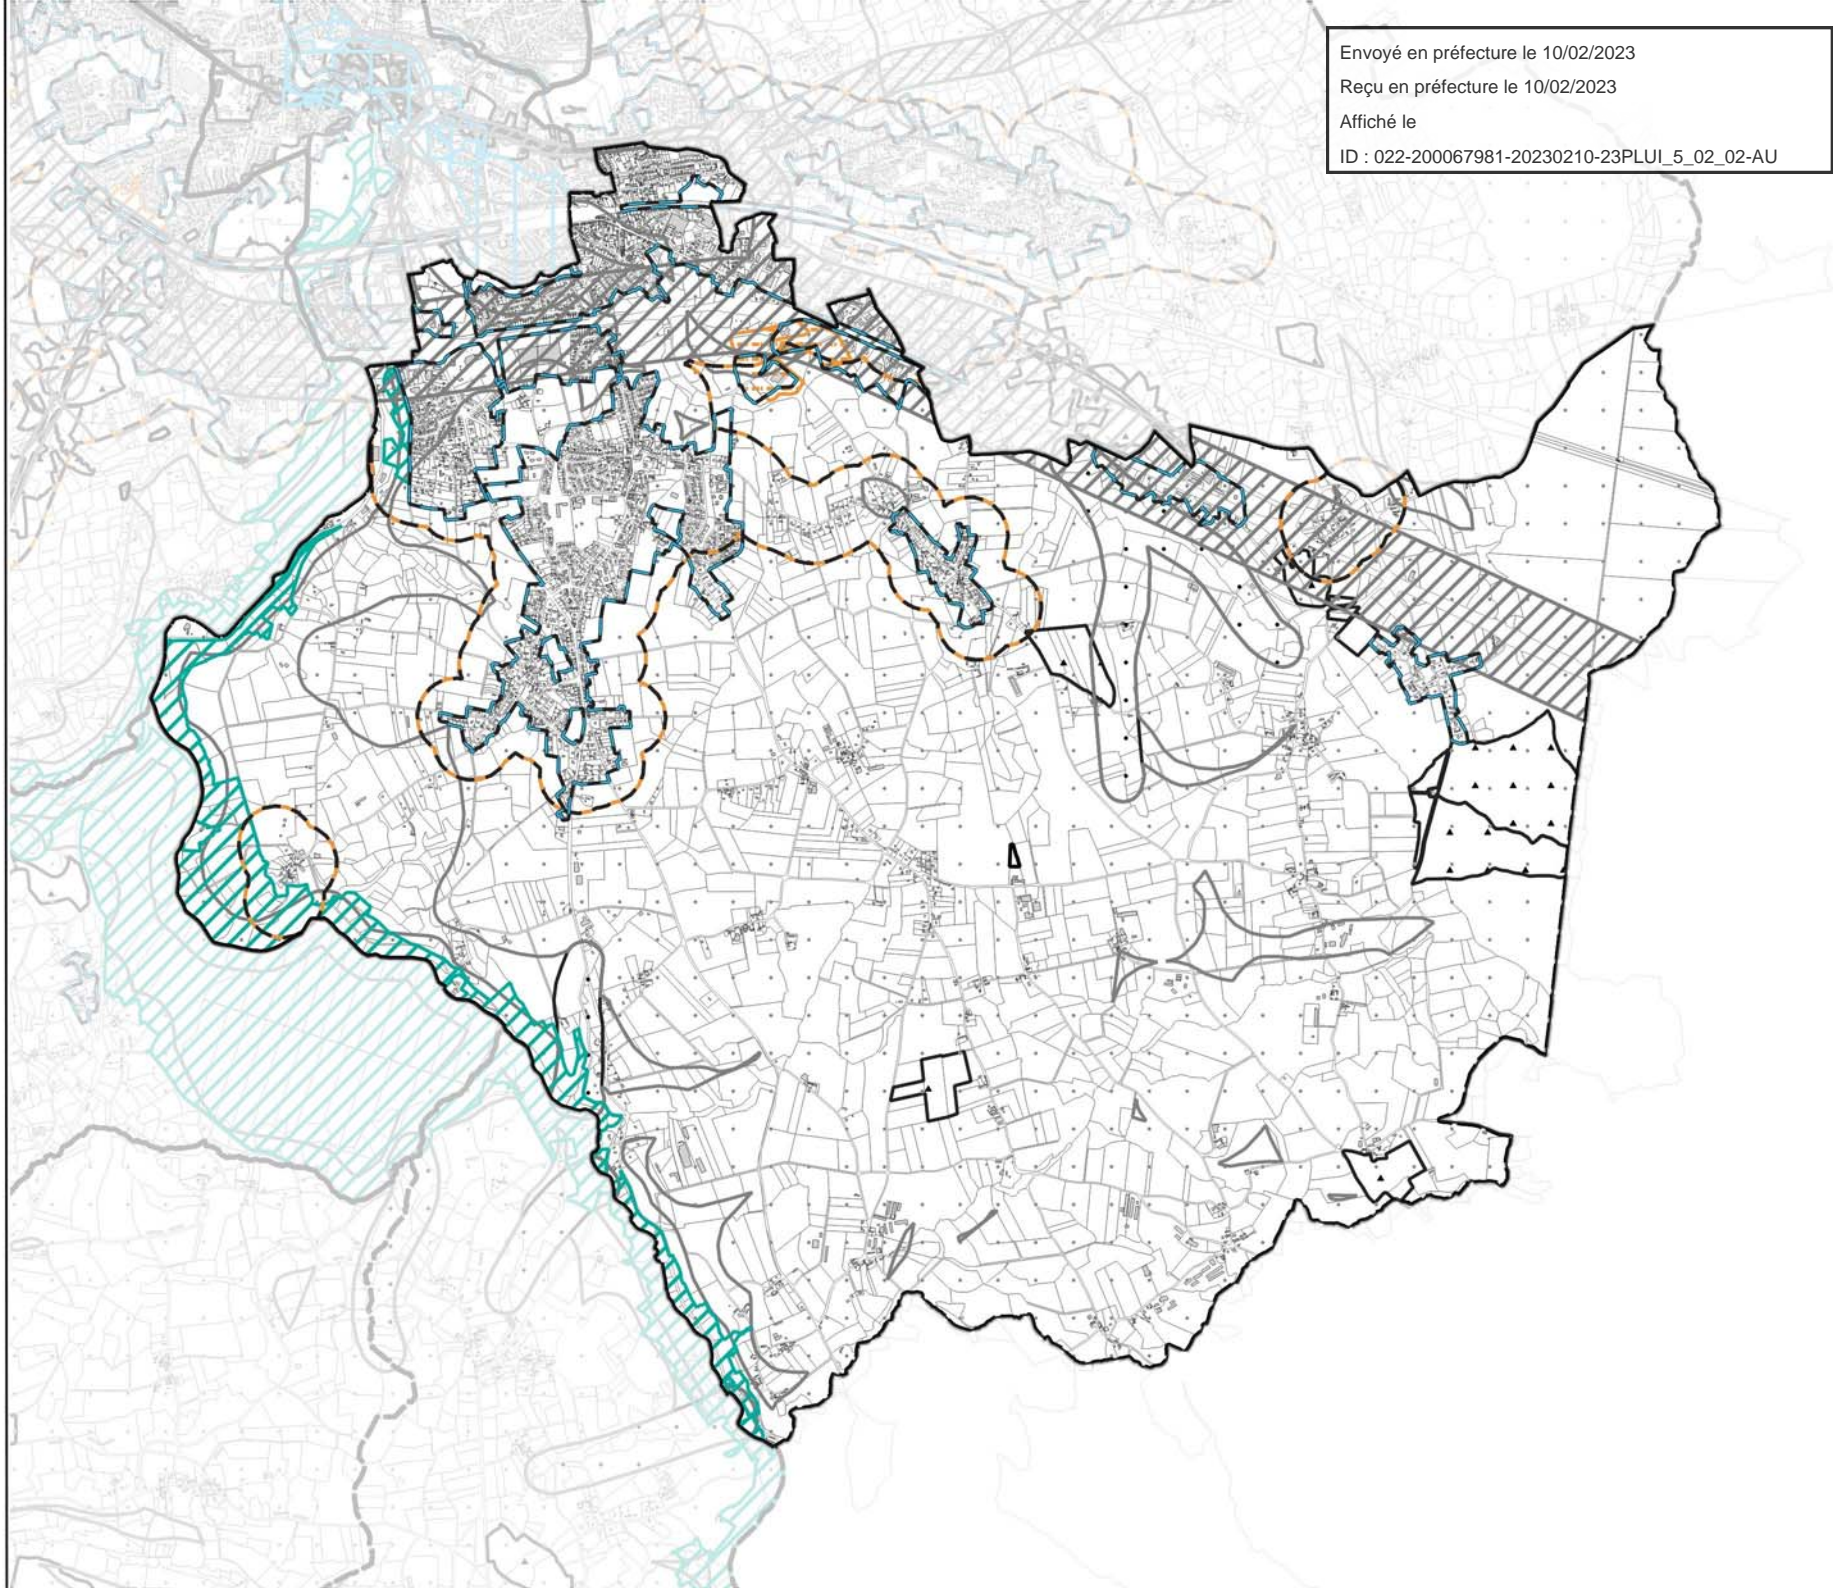 Envoyé en préfecture le 10/02/2023
Reçu en préfecture le 10/02/2023
Affiché le
ID : 022-200067981-20230210-23PLUI_5_02_02-AU